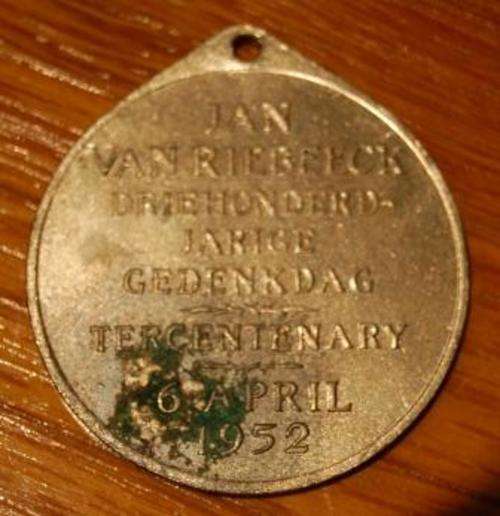 JAN
VAN RIEBEECK
DRIEHONDERD-
JARIGE
GEDENKDAG
TERCENTENARY
6 APRIL
1952